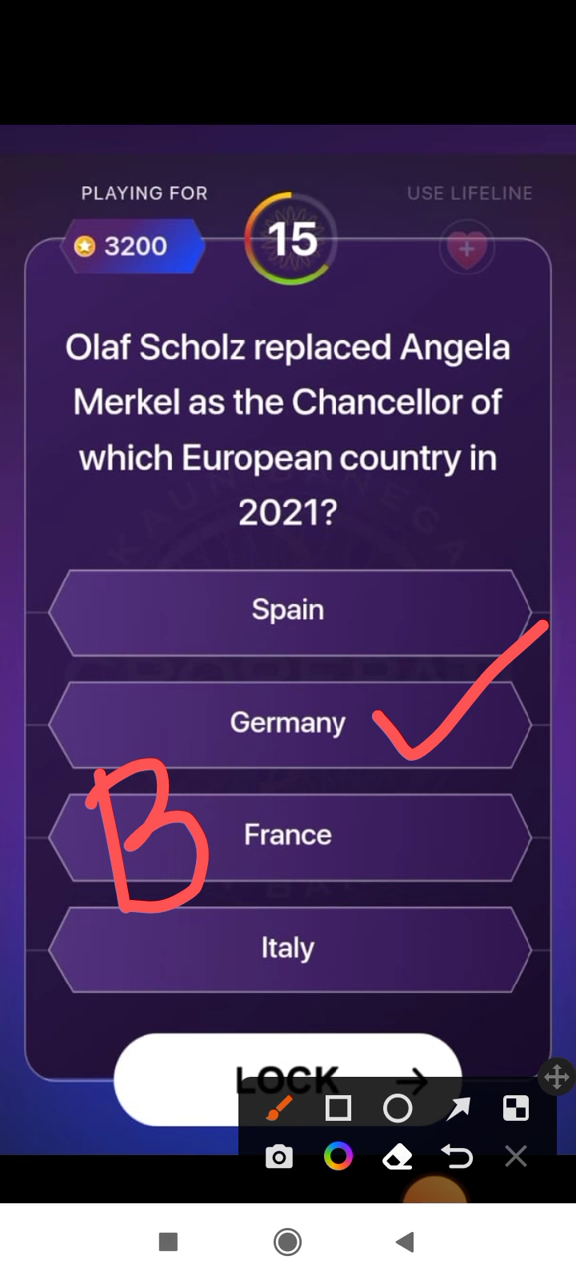 PLAYING FOR
USE LIFELINE
3200
15
Olaf Scholz replaced Angela
Merkel as the Chancellor of
which European country in
2021?
Spain
Germany
B
France
Italy
LOCK